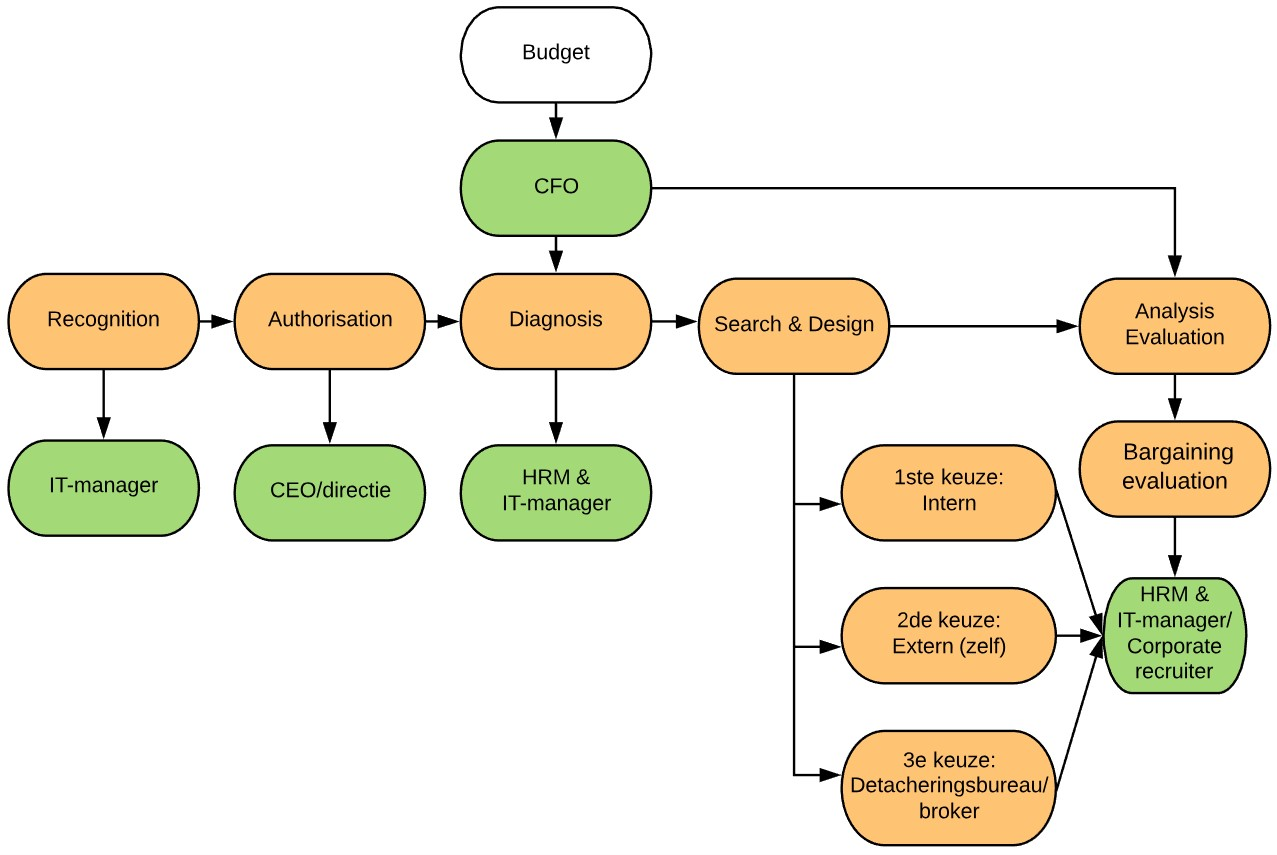 Budget
CFO
Recognition
Authorisation
Diagnosis
Search & Design
Analysis
Evaluation
IT-manager
CEO/directie
HRM &
IT-manager
1ste keuze:
Intern
Bargaining
evaluation
2de keuze:
Extern (zelf)
HRM &
IT-manager/
Corporate
recruiter
3e keuze:
Detacheringsbureau/
broker